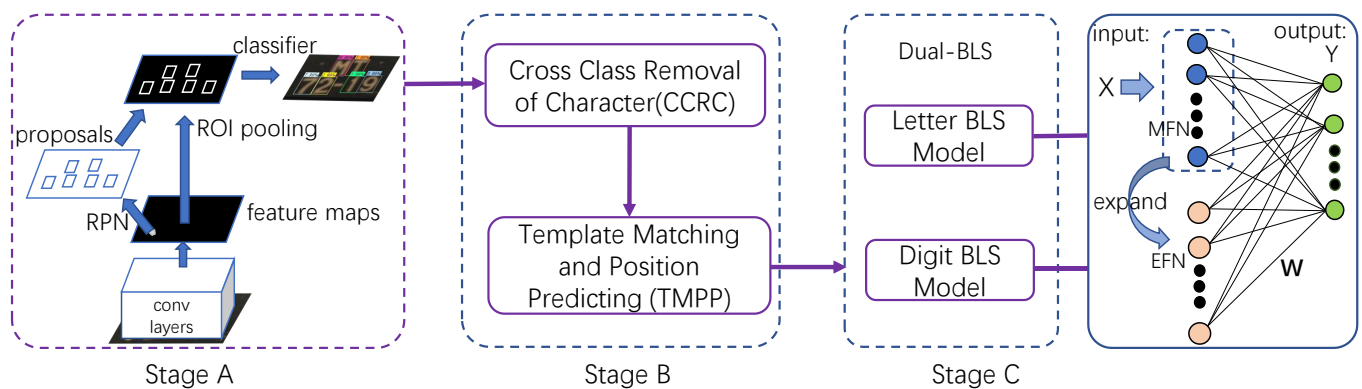 classifier
MT
72-19
proposals
ROI pooling
RPN
feature maps
conv
layers
Stage A
Cross Class Removal
of Character(CCRC)
Template Matching
and Position
Predicting (TMPP)
Stage B
Dual-BLS
Letter BLS
Model
Digit BLS
Model
Stage C
input:
output:
Y
X
MFN
expand
EFN
W